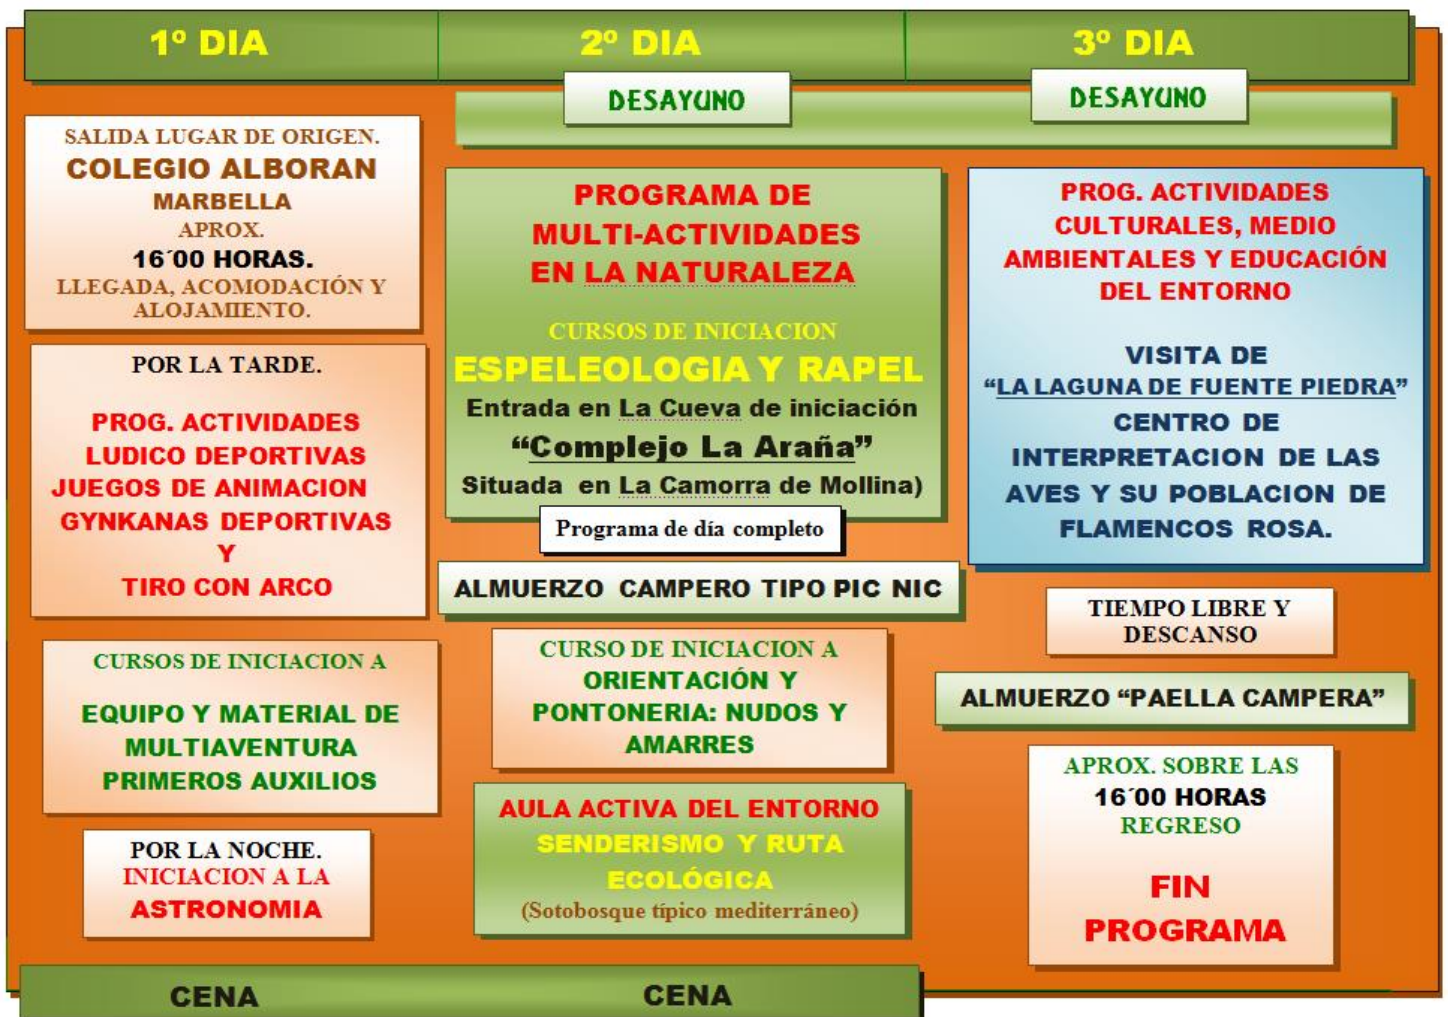 1º DIA
2º DIA
3º DIA
SALIDA LUGAR DE ORIGEN.
COLEGIO ALBORAN
MARBELLA
APROX.
16´00 HORAS.
LLEGADA, ACOMODACIÓN Y
ALOJAMIENTO.
POR LA TARDE.
PROG. ACTIVIDADES
LUDICO DEPORTIVAS
JUEGOS DE ANIMACION
GYNKANAS DEPORTIVAS
Y
TIRO CON ARCO
CURSOS DE INICIACION A
EQUIPO Y MATERIAL DE
MULTIAVENTURA
PRIMEROS AUXILIOS
POR LA NOCHE.
INICIACION A LA
ASTRONOMIA
CENA
DESAYUNO
PROGRAMA DE
MULTI-ACTIVIDADES
EN LA NATURALEZA
CURSOS DE INICIACION
ESPELEOLOGIA Y RAPEL
Entrada en La Cueva de iniciación
“Complejo La Araña”
Situada en La Camorra de Mollina)
Programa de día completo
ALMUERZO CAMPERO TIPO PIC NIC
CURSO DE INICIACION A
ORIENTACIÓN Y
PONTONERIA: NUDOS Y
AMARRES
AULA ACTIVA DEL ENTORNO
SENDERISMO Y RUTA
ECOLÓGICA
(Sotobosque típico mediterráneo)
CENA
DESAYUNO
PROG. ACTIVIDADES
CULTURALES, MEDIO
AMBIENTALES Y EDUCACIÓN
DEL ENTORNO
VISITA DE
“LA LAGUNA DE FUENTE PIEDRA”
CENTRO DE
INTERPRETACION DE LAS
AVES Y SU POBLACION DE
FLAMENCOS ROSA.
TIEMPO LIBRE Y
DESCANSO
ALMUERZO “PAELLA CAMPERA”
APROX. SOBRE LAS
16´00 HORAS
REGRESO
FIN
PROGRAMA